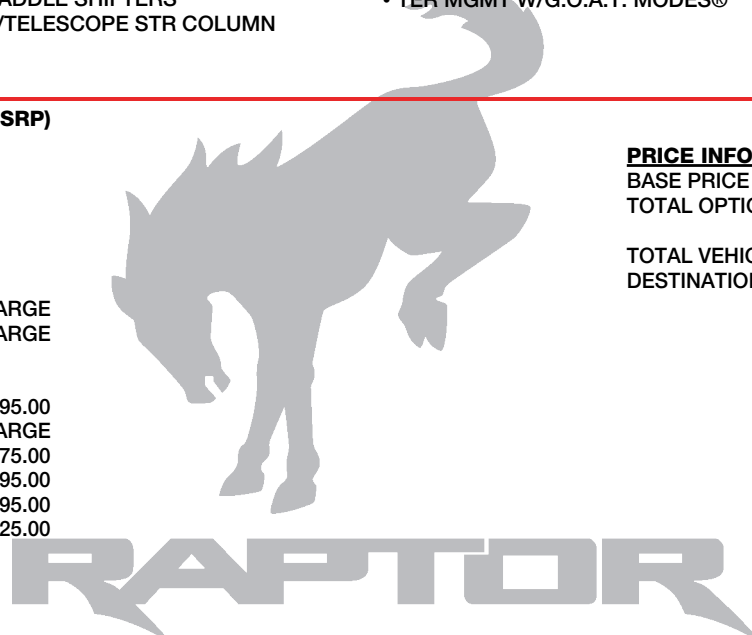 ADDLE SHIFTERS
/TELESCOPE STR COLUMN
• TER MGMT W/G.O.A.T. MODES®
SRP)
ARGE
ARGE
95.00
ARGE
75.00
95.00
95.00
25.00
PRICE INFO
BASE PRICE
TOTAL OPTIO
TOTAL VEHIC
DESTINATION
RAPTOR